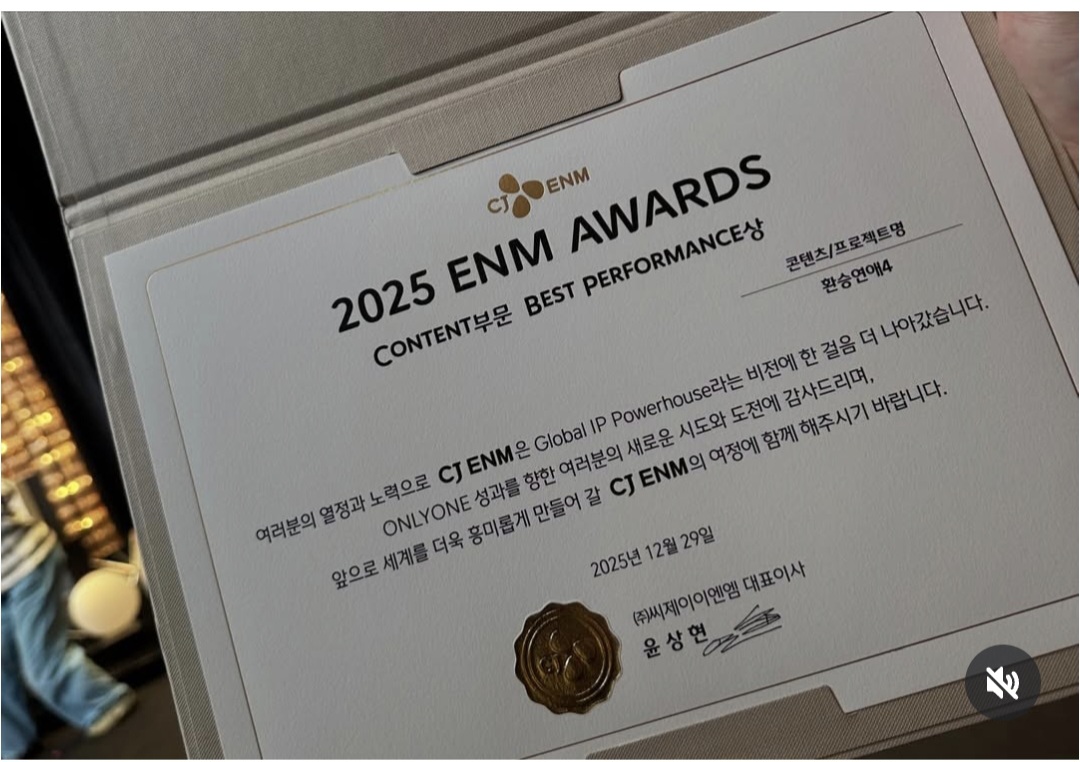 CJ ENM
2025 ENM AWARDS
CONTENT부문 BEST PERFORMANCE상
콘텐츠/프로젝트명
환승연애4
여러분의 열정과 노력으로 CJ ENM은 Global IP Powerhouse라는 비전에 한 걸음 더 나아갔습니다.
ONLYONE 성과를 향한 여러분의 새로운 시도와 도전에 감사드리며,
앞으로 세계를 더욱 흥미롭게 만들어 갈 CJ ENM의 여정에 함께 해주시기 바랍니다.
2025년 12월 29일
㈜씨제이이엔엠 대표이사
윤상현
CJ